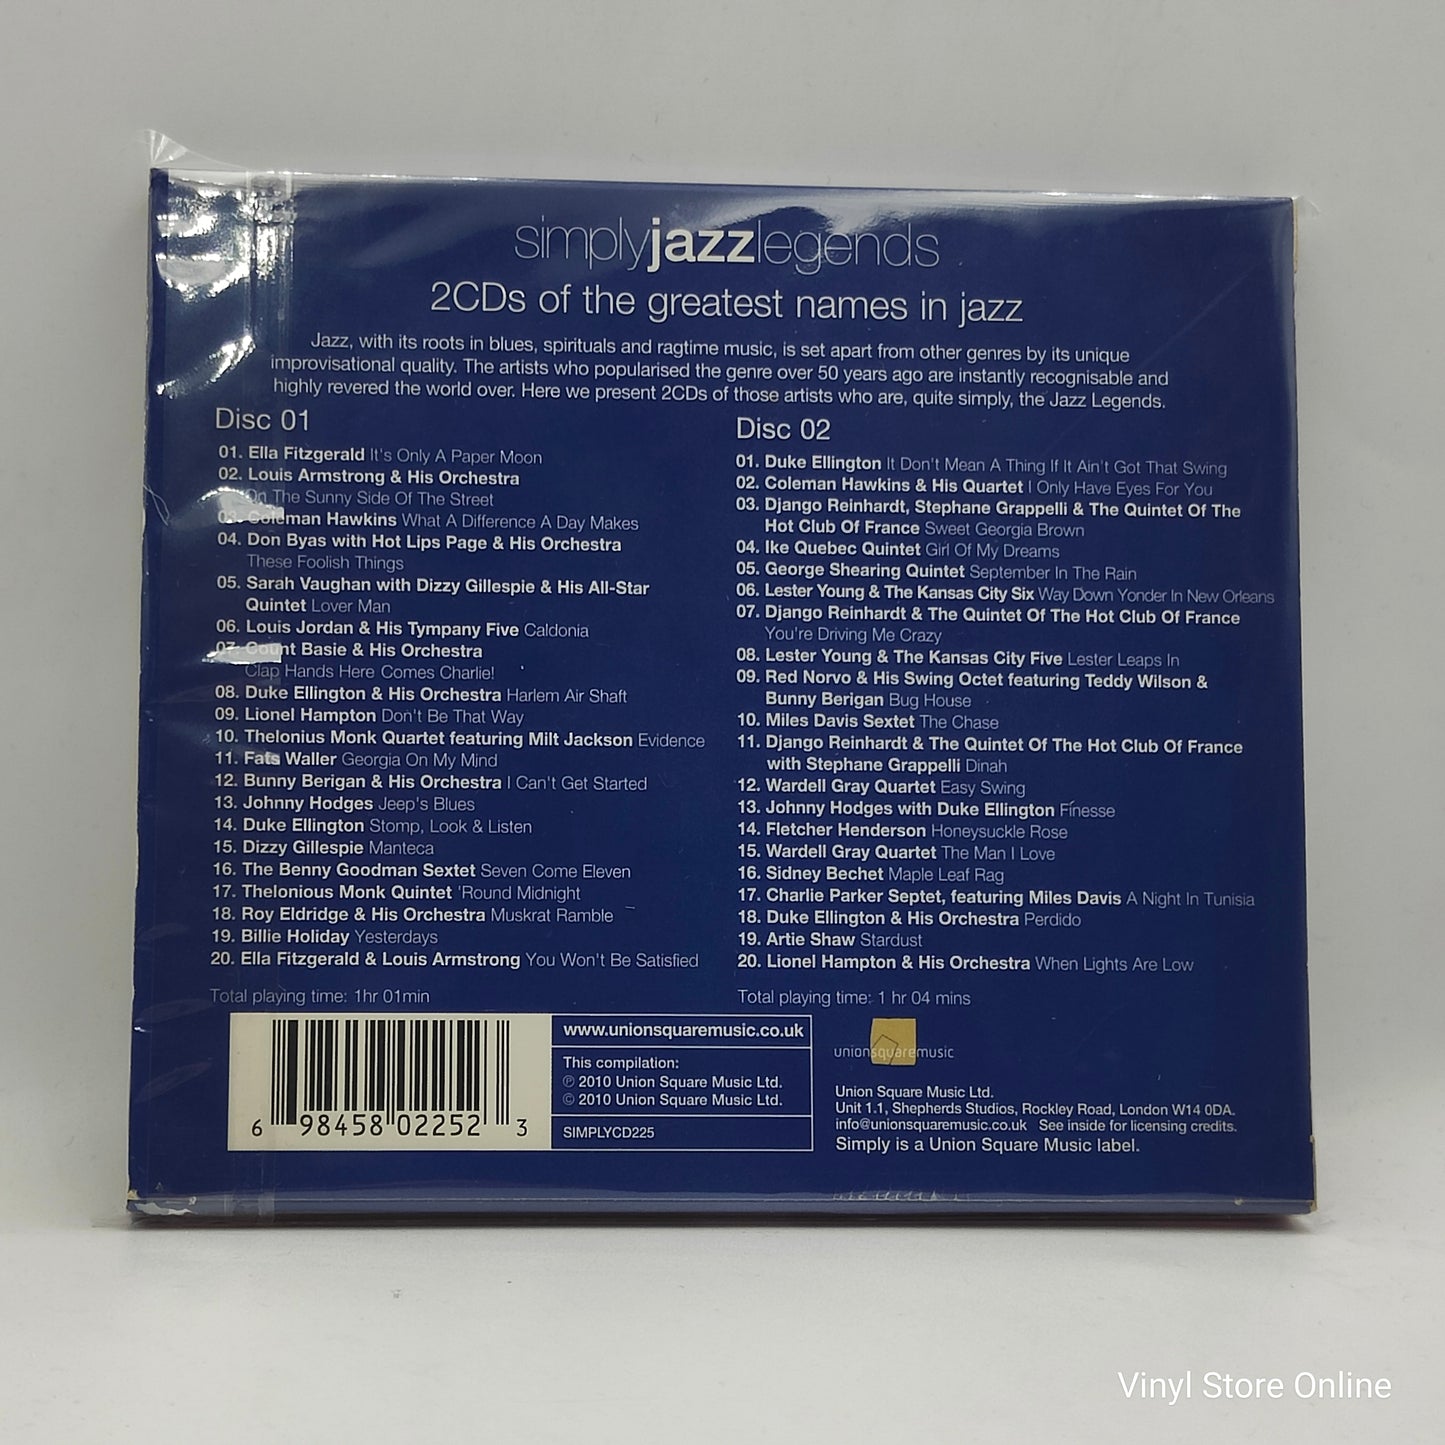 simplyjazzlegends
2CDs of the greatest names in jazz
Jazz, with its roots in blues, spirituals and ragtime music, is set apart from other genres by its unique
improvisational quality. The artists who popularised the genre over 50 years ago are instantly recognisable and
highly revered the world over. Here we present 2CDs of those artists who are, quite simply, the Jazz Legends.
Disc 01
01. Ella Fitzgerald It's Only A Paper Moon
02. Louis Armstrong & His Orchestra
On The Sunny Side Of The Street
03. Coleman Hawkins What A Difference A Day Makes
04. Don Byas with Hot Lips Page & His Orchestra
These Foolish Things
05. Sarah Vaughan with Dizzy Gillespie & His All-Star
Quintet Lover Man
06. Louis Jordan & His Tympany Five Caldonia
07. Count Basie & His Orchestra
Clap Hands Here Comes Charlie!
08. Duke Ellington & His Orchestra Harlem Air Shaft
09. Lionel Hampton Don't Be That Way
10. Thelonius Monk Quartet featuring Milt Jackson Evidence
11. Fats Waller Georgia On My Mind
12. Bunny Berigan & His Orchestra I Can't Get Started
13. Johnny Hodges Jeep's Blues
14. Duke Ellington Stomp, Look & Listen
15. Dizzy Gillespie Manteca
16. The Benny Goodman Sextet Seven Come Eleven
17. Thelonious Monk Quintet 'Round Midnight
18. Roy Eldridge & His Orchestra Muskrat Ramble
19. Billie Holiday Yesterdays
20. Ella Fitzgerald & Louis Armstrong You Won't Be Satisfied
Total playing time: 1hr 01min
Disc 02
01. Duke Ellington It Don't Mean A Thing If It Ain't Got That Swing
02. Coleman Hawkins & His Quartet I Only Have Eyes For You
03. Django Reinhardt, Stephane Grappelli & The Quintet Of The
Hot Club Of France Sweet Georgia Brown
04. Ike Quebec Quintet Girl Of My Dreams
05. George Shearing Quintet September In The Rain
06. Lester Young & The Kansas City Six Way Down Yonder In New Orleans
07. Django Reinhardt & The Quintet Of The Hot Club Of France
You're Driving Me Crazy
08. Lester Young & The Kansas City Five Lester Leaps In
09. Red Norvo & His Swing Octet featuring Teddy Wilson &
Bunny Berigan Bug House
10. Miles Davis Sextet The Chase
11. Django Reinhardt & The Quintet Of The Hot Club Of France
with Stephane Grappelli Dinah
12. Wardell Gray Quartet Easy Swing
13. Johnny Hodges with Duke Ellington Finesse
14. Fletcher Henderson Honeysuckle Rose
15. Wardell Gray Quartet The Man I Love
16. Sidney Bechet Maple Leaf Rag
17. Charlie Parker Septet, featuring Miles Davis A Night In Tunisia
18. Duke Ellington & His Orchestra Perdido
19. Artie Shaw Stardust
20. Lionel Hampton & His Orchestra When Lights Are Low
Total playing time: 1 hr 04 mins
6 98458 02252 3
www.unionsquaremusic.co.uk
This compilation:
℗ 2010 Union Square Music Ltd.
© 2010 Union Square Music Ltd.
SIMPLYCD225
unionsquaremusic
Union Square Music Ltd.
Unit 1.1, Shepherds Studios, Rockley Road, London W14 0DA.
info@unionsquaremusic.co.uk See inside for licensing credits.
Simply is a Union Square Music label.
Vinyl Store Online